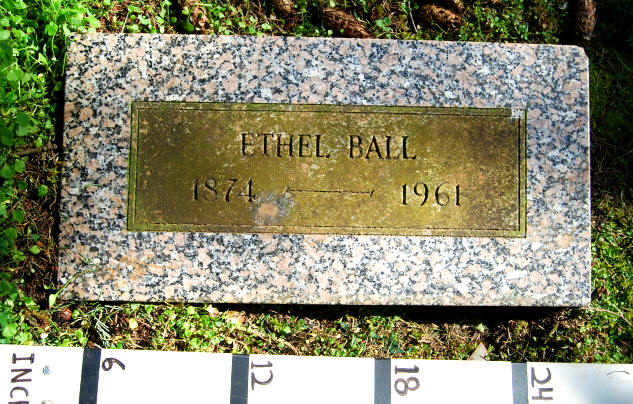 ETHEL BALL
1874 — 1961
INCH 6 12 18 24